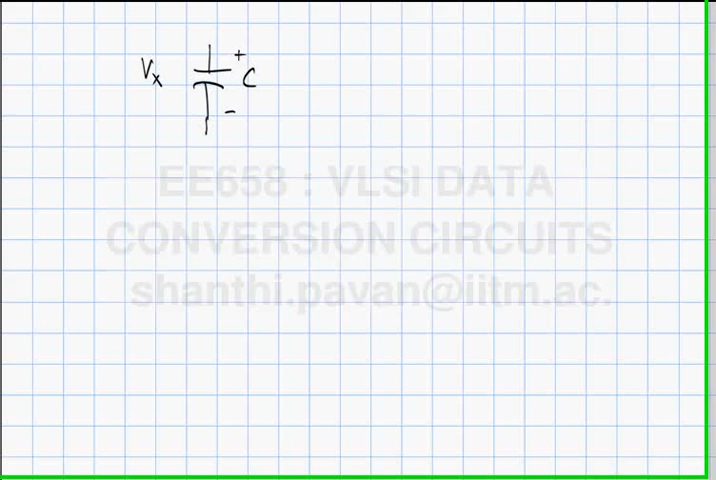 Vx + C
-
EE658 : VLSI DATA
CONVERSION CIRCUITS
shanthi.pavan@iitm.ac.